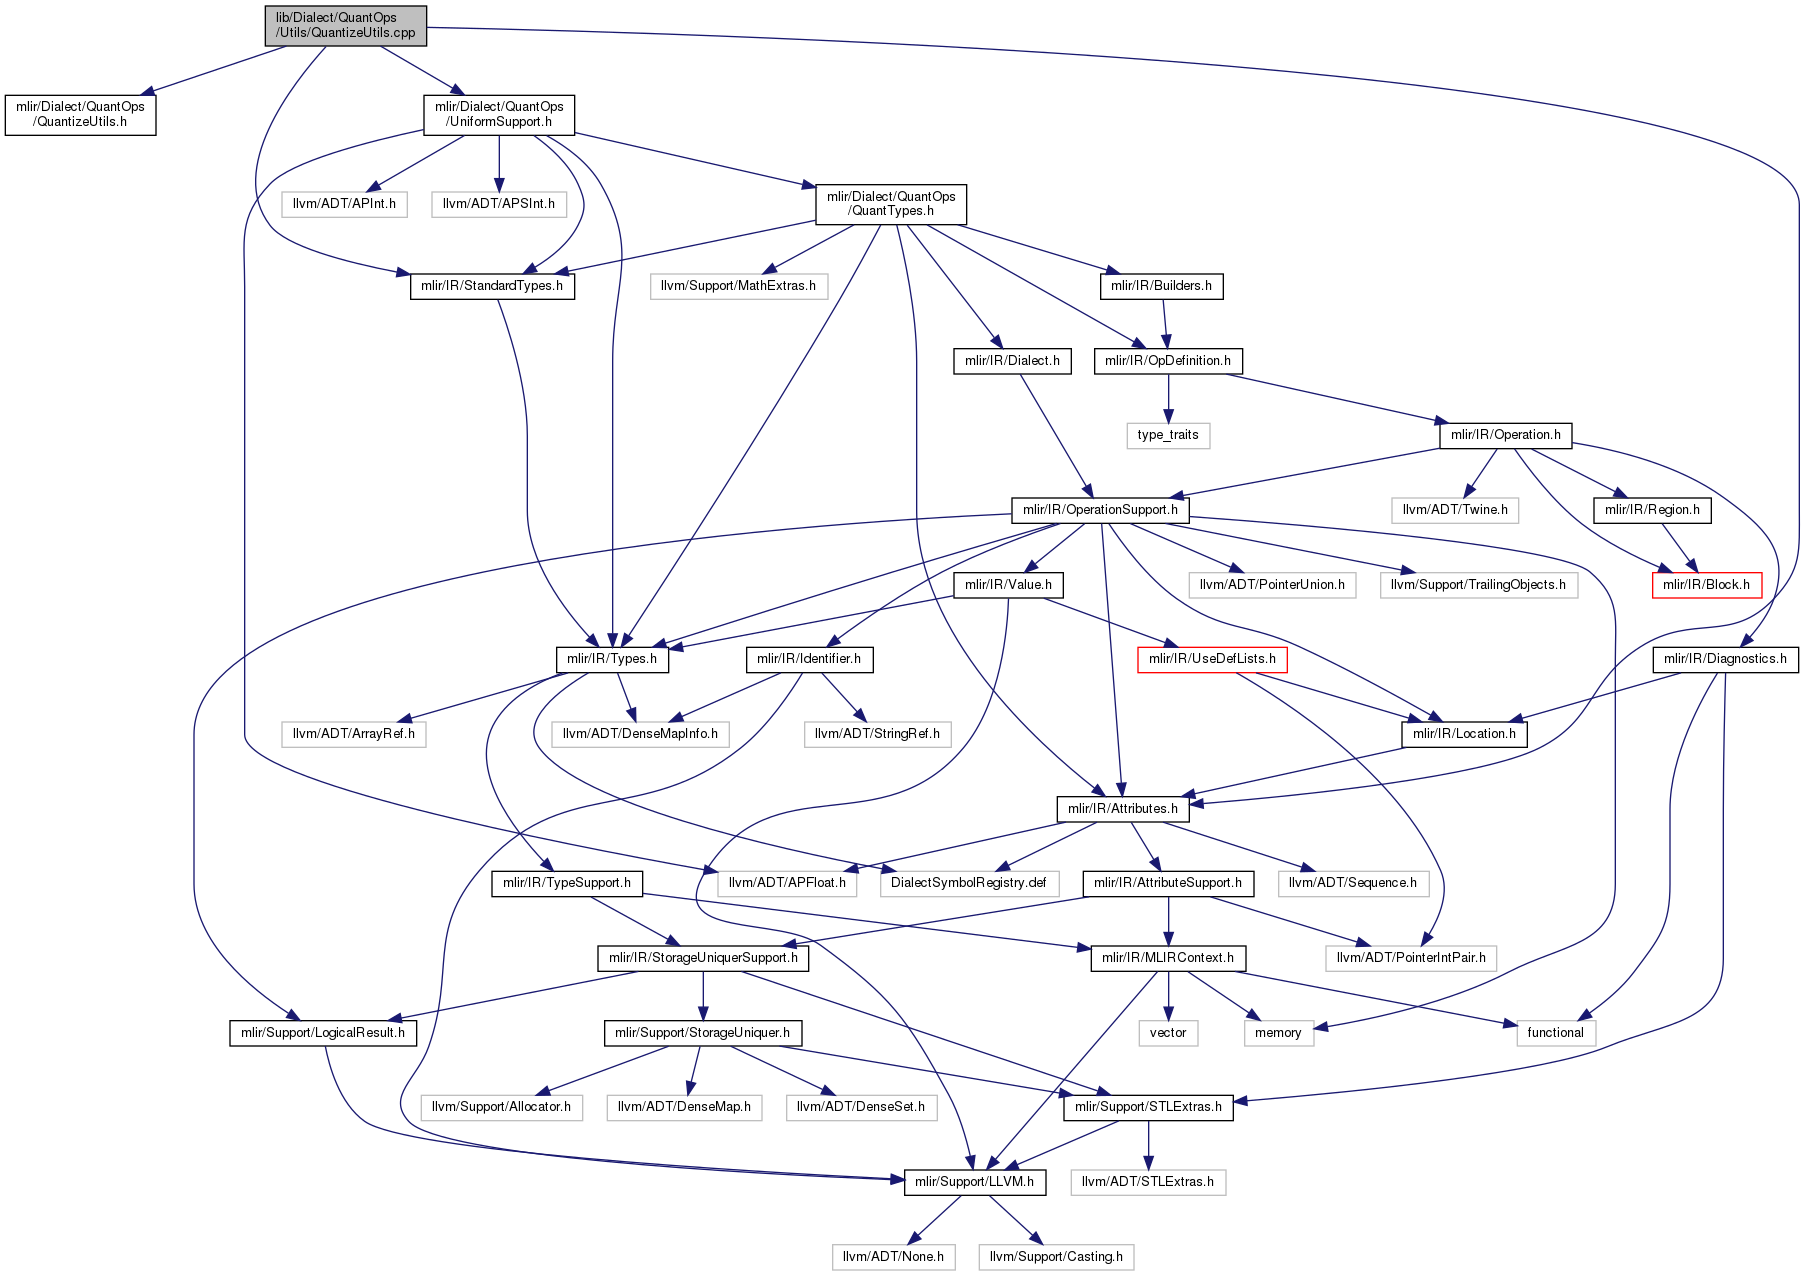 lib/Dialect/QuantOps
/Utils/QuantizeUtils.cpp
mlir/Dialect/QuantOps
/QuantizeUtils.h
mlir/Dialect/QuantOps
/UniformSupport.h
llvm/ADT/APInt.h
llvm/ADT/APSInt.h
mlir/Dialect/QuantOps
/QuantTypes.h
mlir/IR/StandardTypes.h
llvm/Support/MathExtras.h
mlir/IR/Builders.h
mlir/IR/Dialect.h
mlir/IR/OpDefinition.h
type_traits
mlir/IR/Operation.h
mlir/IR/OperationSupport.h
llvm/ADT/Twine.h
mlir/IR/Region.h
mlir/IR/Value.h
llvm/ADT/PointerUnion.h
llvm/Support/TrailingObjects.h
mlir/IR/Block.h
mlir/IR/Types.h
mlir/IR/Identifier.h
mlir/IR/UseDefLists.h
mlir/IR/Diagnostics.h
llvm/ADT/ArrayRef.h
llvm/ADT/DenseMapInfo.h
llvm/ADT/StringRef.h
mlir/IR/Location.h
mlir/IR/Attributes.h
mlir/IR/TypeSupport.h
llvm/ADT/APFloat.h
DialectSymbolRegistry.def
mlir/IR/AttributeSupport.h
llvm/ADT/Sequence.h
mlir/IR/StorageUniquerSupport.h
mlir/IR/MLIRContext.h
llvm/ADT/PointerIntPair.h
mlir/Support/LogicalResult.h
mlir/Support/StorageUniquer.h
vector
memory
functional
llvm/Support/Allocator.h
llvm/ADT/DenseMap.h
llvm/ADT/DenseSet.h
mlir/Support/STLExtras.h
mlir/Support/LLVM.h
llvm/ADT/STLExtras.h
llvm/ADT/None.h
llvm/Support/Casting.h